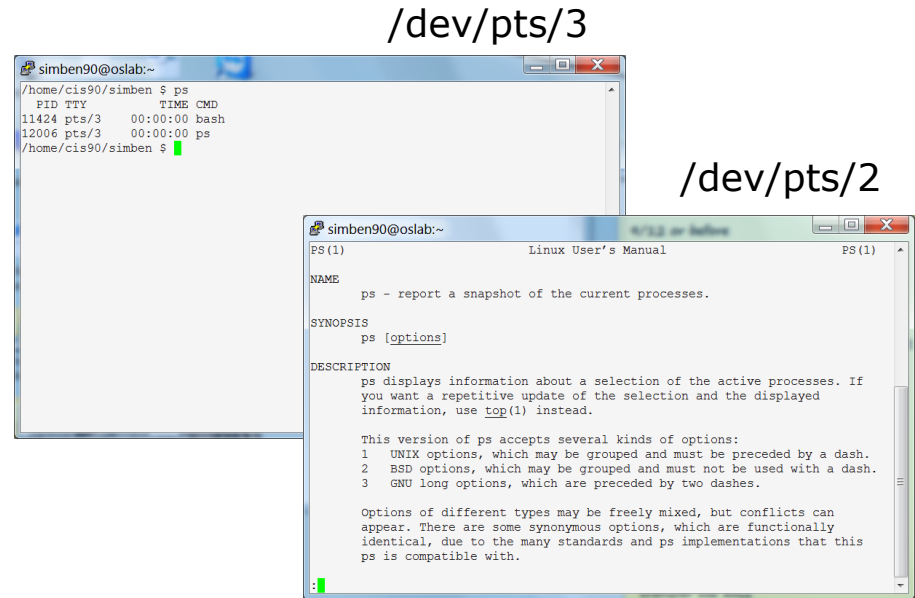 /dev/pts/3
simben90@oslab:~
/home/cis90/simben $ ps
  PID TTY          TIME CMD
11424 pts/3    00:00:00 bash
12006 pts/3    00:00:00 ps
/home/cis90/simben $
/dev/pts/2
simben90@oslab:~
PS(1)                         Linux User's Manual                        PS(1)
NAME
       ps - report a snapshot of the current processes.
SYNOPSIS
       ps [options]
DESCRIPTION
       ps displays information about a selection of the active processes. If
       you want a repetitive update of the selection and the displayed
       information, use top(1) instead.
       This version of ps accepts several kinds of options:
       1   UNIX options, which may be grouped and must be preceded by a dash.
       2   BSD options, which may be grouped and must not be used with a dash.
       3   GNU long options, which are preceded by two dashes.
       Options of different types may be freely mixed, but conflicts can
       appear. There are some synonymous options, which are functionally
       identical, due to the many standards and ps implementations that this
       ps is compatible with.
: